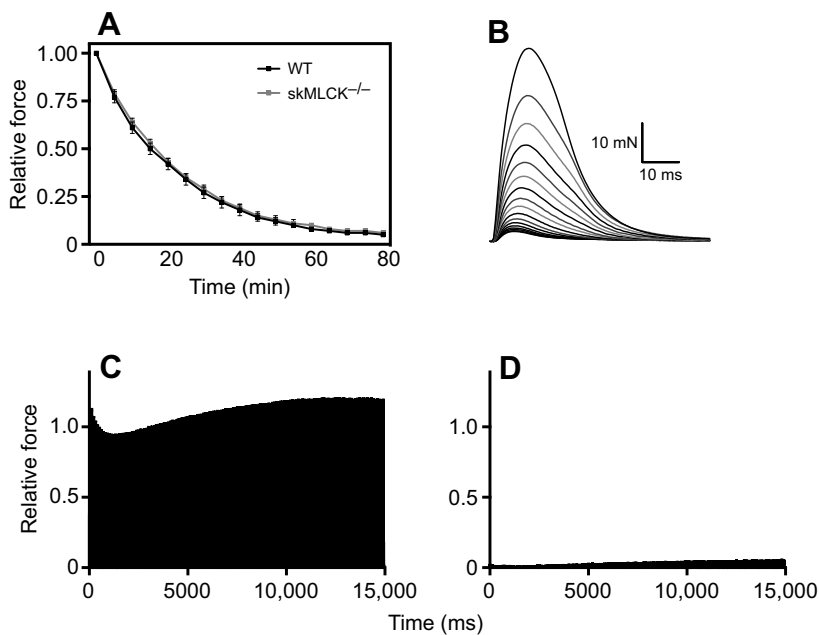 A
Relative force
1.00
0.75
0.50
0.25
0
WT
skMLCK–/–
0 20 40 60 80
Time (min)
B
10 mN
10 ms
C
Relative force
1.0
0.5
0
0 5000 10,000 15,000
D
1.0
0.5
0
0 5000 10,000 15,000
Time (ms)